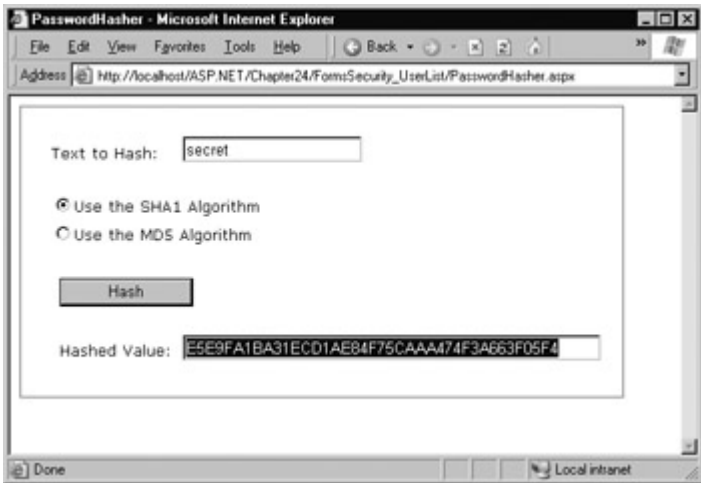 PasswordHasher - Microsoft Internet Explorer
File Edit View Favorites Tools Help Back »
Address http://localhost/ASP.NET/Chapter24/FormsSecurity_UserList/PasswordHasher.aspx
Text to Hash: secret
Use the SHA1 Algorithm
Use the MD5 Algorithm
Hash
Hashed Value: E5E9FA1BA31ECD1AE84F75CAAA474F3A663F05F4
Done Local intranet